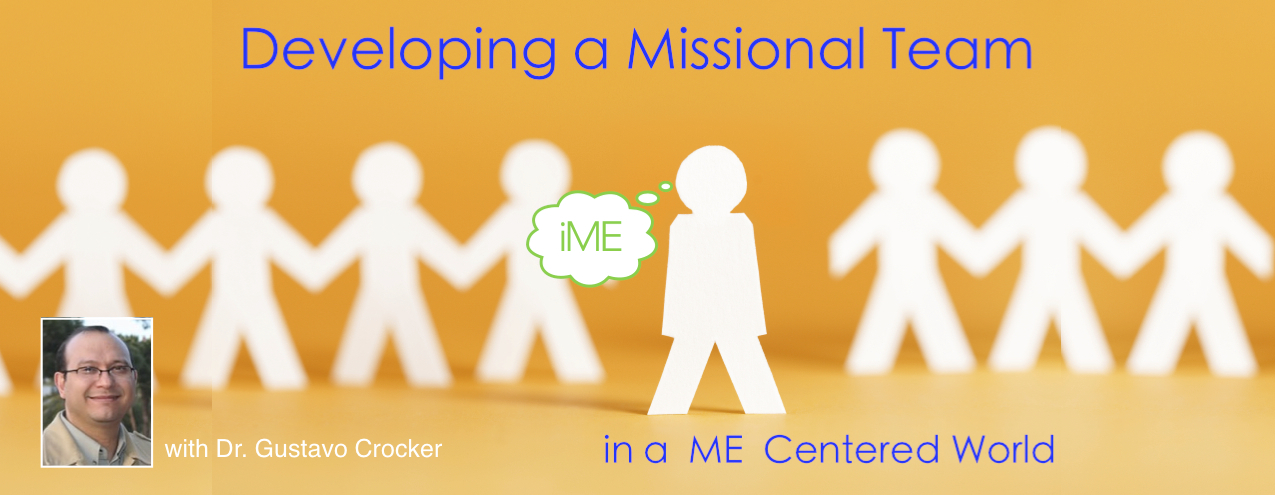 Developing a Missional Team
iME
with Dr. Gustavo Crocker
in a ME Centered World